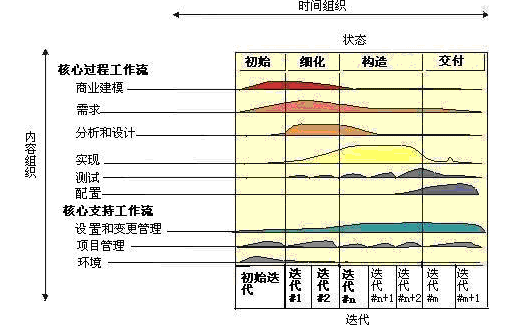 时间组织
状态
初始 细化 构造 交付
核心过程工作流
商业建模
需求
分析和设计
实现
测试
配置
核心支持工作流
设置和变更管理
项目管理
环境
内容组织
初始迭代 迭代#1 迭代#2 迭代#n 迭代#n+1 迭代#n+2 迭代#m 迭代#m+1
迭代